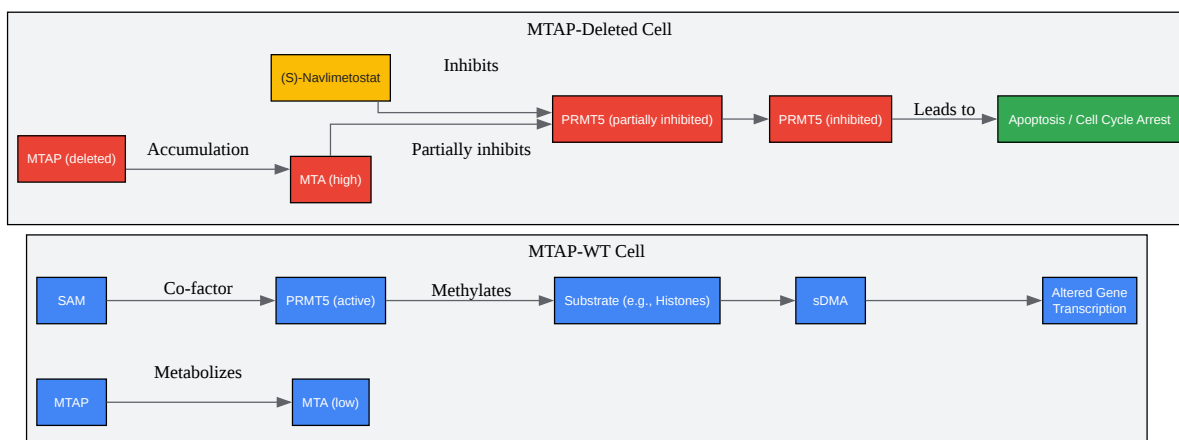 MTAP-Deleted Cell
(S)-Navlimetostat
Inhibits
PRMT5 (partially inhibited)
PRMT5 (inhibited)
Leads to
Apoptosis / Cell Cycle Arrest
MTAP (deleted)
Accumulation
MTA (high)
Partially inhibits
MTAP-WT Cell
SAM
Co-factor
PRMT5 (active)
Methylates
Substrate (e.g., Histones)
sDMA
Altered Gene
Transcription
MTAP
Metabolizes
MTA (low)